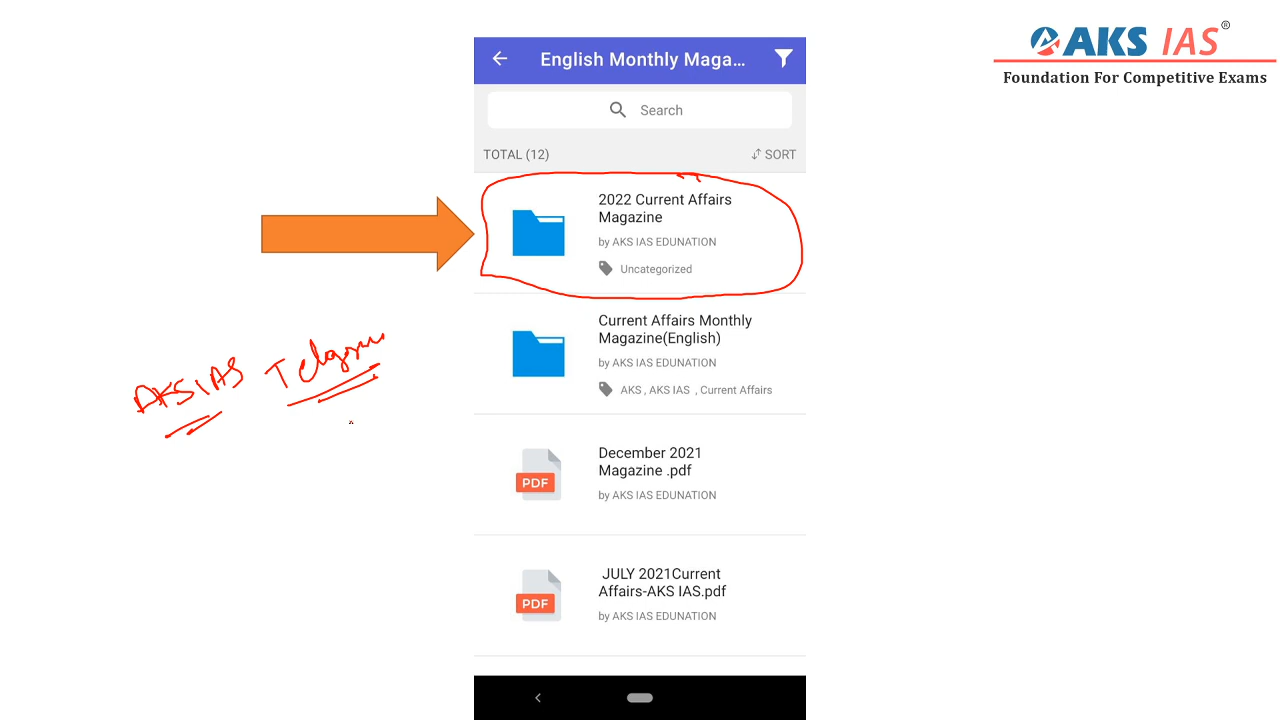 AKS IAS®
Foundation For Competitive Exams
English Monthly Maga...
Search
TOTAL (12)
SORT
2022 Current Affairs
Magazine
by AKS IAS EDUNATION
Uncategorized
Current Affairs Monthly
Magazine(English)
by AKS IAS EDUNATION
AKS , AKS IAS , Current Affairs
AKS IAS
PDF
December 2021
Magazine .pdf
by AKS IAS EDUNATION
PDF
JULY 2021Current
Affairs-AKS IAS.pdf
by AKS IAS EDUNATION